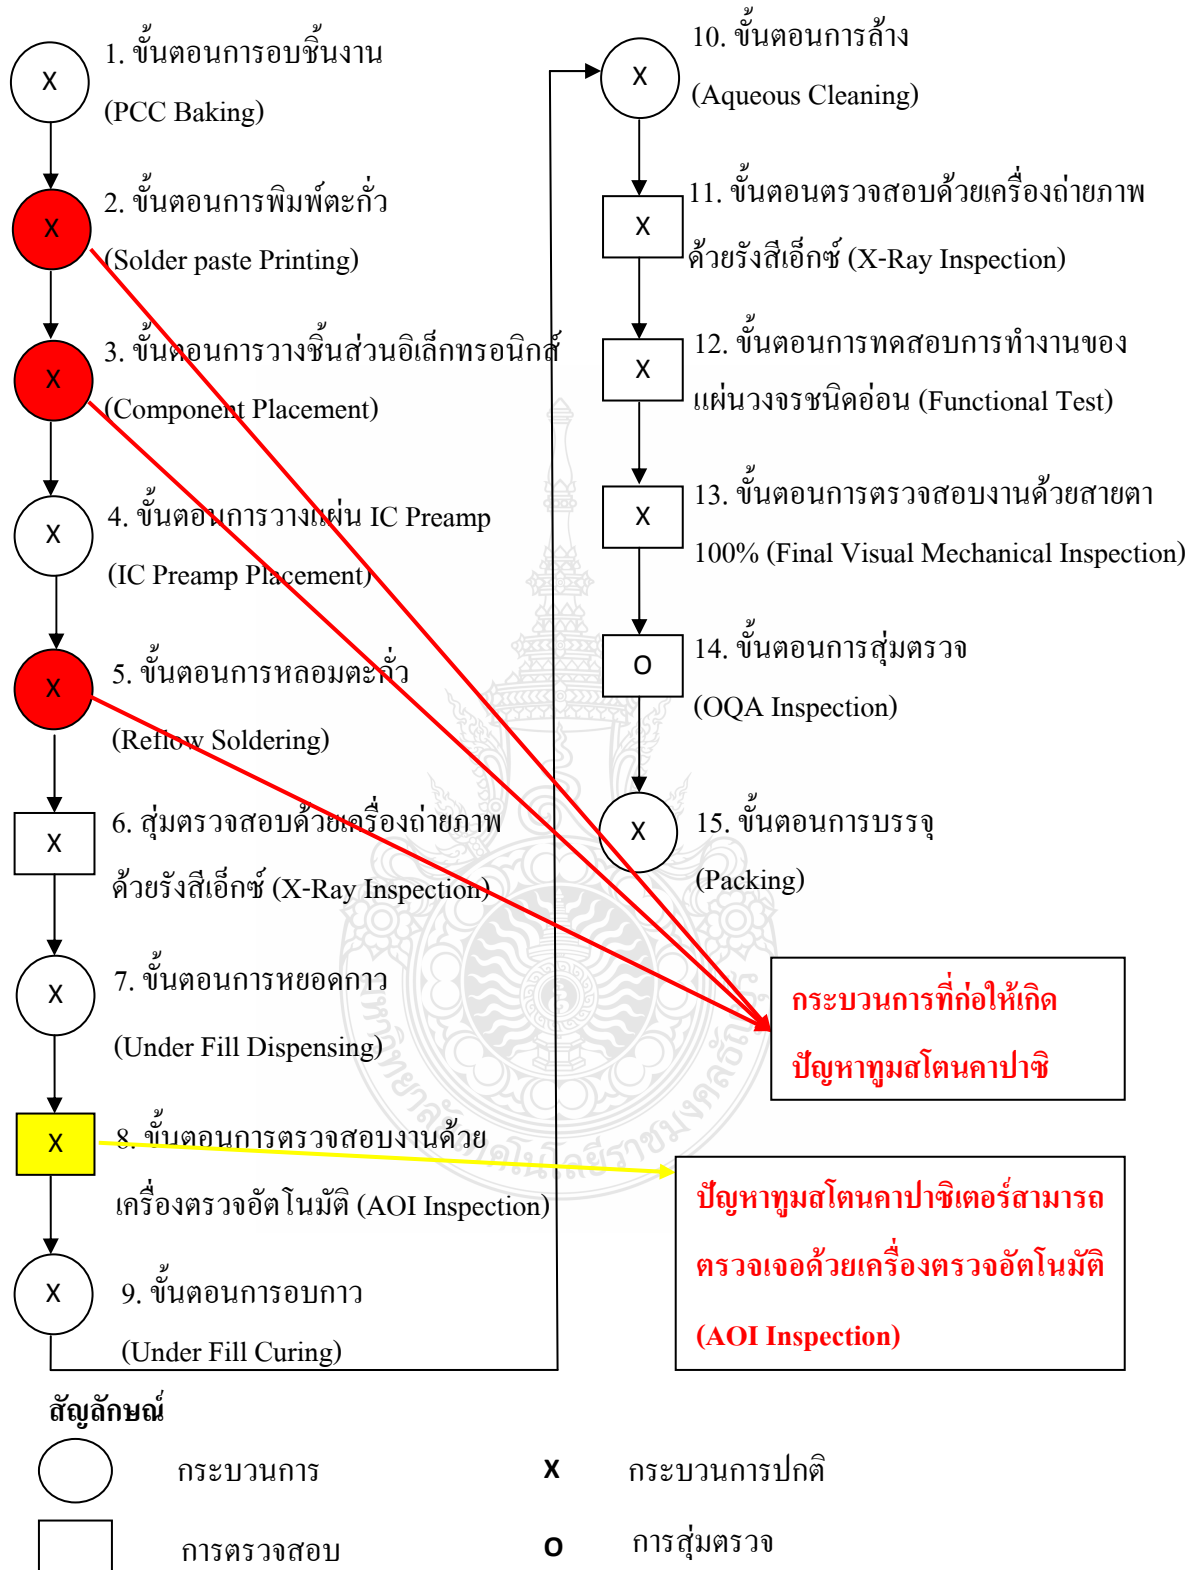 X
1. ขั้นตอนการอบชิ้นงาน
(PCC Baking)
X
2. ขั้นตอนการพิมพ์ตะกั่ว
(Solder paste Printing)
X
3. ขั้นตอนการวางชิ้นส่วนอิเล็กทรอนิกส์
(Component Placement)
X
4. ขั้นตอนการวางแผ่น IC Preamp
(IC Preamp Placement)
X
5. ขั้นตอนการหลอมตะกั่ว
(Reflow Soldering)
X
6. สุ่มตรวจสอบด้วยเครื่องถ่ายภาพ
ด้วยรังสีเอ็กซ์ (X-Ray Inspection)
X
7. ขั้นตอนการหยอดกาว
(Under Fill Dispensing)
X
8. ขั้นตอนการตรวจสอบงานด้วย
เครื่องตรวจอัตโนมัติ (AOI Inspection)
X
9. ขั้นตอนการอบกาว
(Under Fill Curing)
X
10. ขั้นตอนการล้าง
(Aqueous Cleaning)
X
11. ขั้นตอนตรวจสอบด้วยเครื่องถ่ายภาพ
ด้วยรังสีเอ็กซ์ (X-Ray Inspection)
X
12. ขั้นตอนการทดสอบการทำงานของ
แผ่นวงจรชนิดอ่อน (Functional Test)
X
13. ขั้นตอนการตรวจสอบงานด้วยสายตา
100% (Final Visual Mechanical Inspection)
O
14. ขั้นตอนการสุ่มตรวจ
(OQA Inspection)
X
15. ขั้นตอนการบรรจุ
(Packing)
กระบวนการที่ก่อให้เกิด
ปัญหาทูมสโตนคาปาซิ
ปัญหาทูมสโตนคาปาซิเตอร์สามารถ
ตรวจเจอด้วยเครื่องตรวจอัตโนมัติ
(AOI Inspection)
สัญลักษณ์
กระบวนการ
X กระบวนการปกติ
การตรวจสอบ
O การสุ่มตรวจ